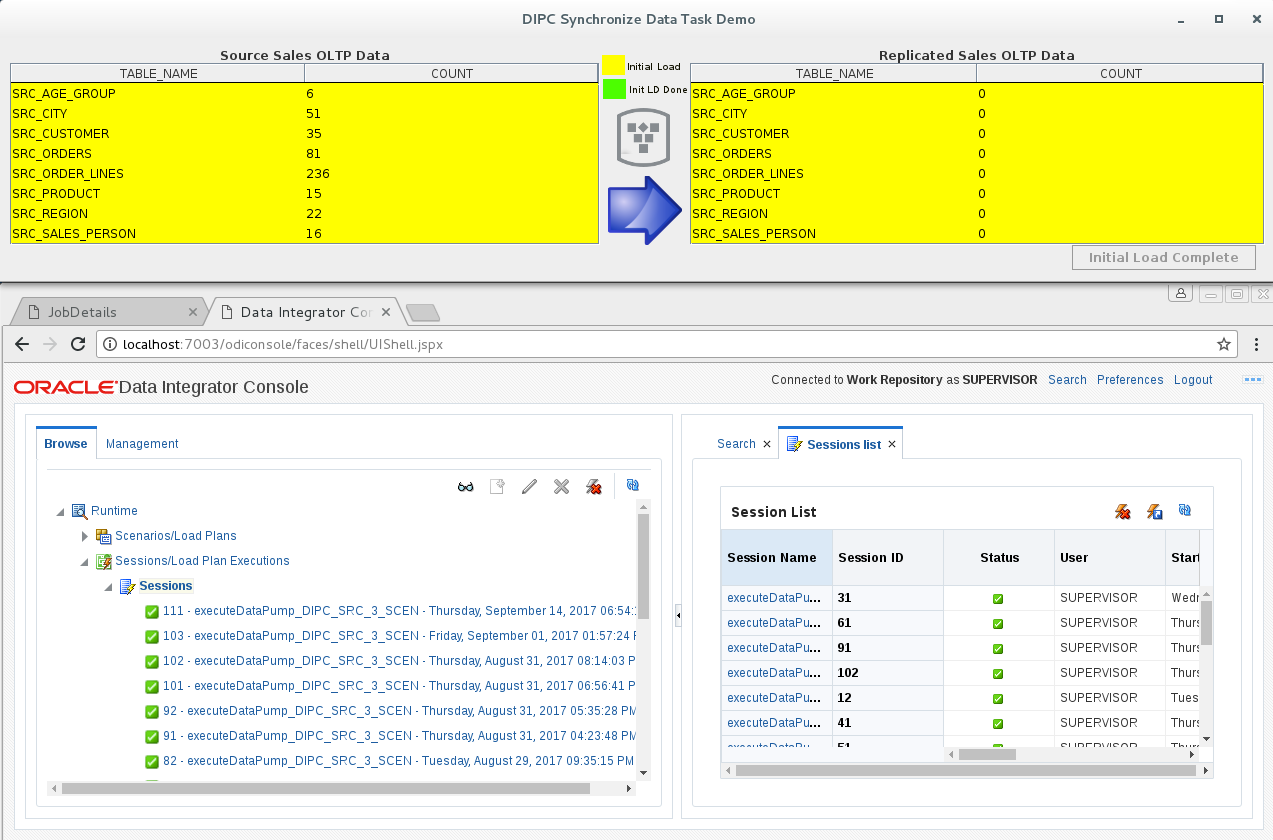 DIPC Synchronize Data Task Demo
Source Sales OLTP Data
TABLE_NAME COUNT
SRC_AGE_GROUP 6
SRC_CITY 51
SRC_CUSTOMER 35
SRC_ORDERS 81
SRC_ORDER_LINES 236
SRC_PRODUCT 15
SRC_REGION 22
SRC_SALES_PERSON 16
Initial Load
Init LD Done
Replicated Sales OLTP Data
TABLE_NAME COUNT
SRC_AGE_GROUP 0
SRC_CITY 0
SRC_CUSTOMER 0
SRC_ORDERS 0
SRC_ORDER_LINES 0
SRC_PRODUCT 0
SRC_REGION 0
SRC_SALES_PERSON 0
Initial Load Complete
JobDetails Data Integrator Cor
localhost:7003/odiconsole/faces/shell/UIShell.jspx
ORACLE Data Integrator Console
Connected to Work Repository as SUPERVISOR Search Preferences Logout
Browse Management
Runtime
Scenarios/Load Plans
Sessions/Load Plan Executions
Sessions
111 - executeDataPump_DIPC_SRC_3_SCEN - Thursday, September 14, 2017 06:54:
103 - executeDataPump_DIPC_SRC_3_SCEN - Friday, September 01, 2017 01:57:24 P
102 - executeDataPump_DIPC_SRC_3_SCEN - Thursday, August 31, 2017 08:14:03 P
101 - executeDataPump_DIPC_SRC_3_SCEN - Thursday, August 31, 2017 06:56:41 P
92 - executeDataPump_DIPC_SRC_3_SCEN - Thursday, August 31, 2017 05:35:28 PM
91 - executeDataPump_DIPC_SRC_3_SCEN - Thursday, August 31, 2017 04:23:48 PM
82 - executeDataPump_DIPC_SRC_3_SCEN - Tuesday, August 29, 2017 09:35:15 PM
Search Sessions list
Session List
Session Name Session ID Status User Start
executeDataPu... 31 SUPERVISOR Wedn
executeDataPu... 61 SUPERVISOR Thurs
executeDataPu... 91 SUPERVISOR Thurs
executeDataPu... 102 SUPERVISOR Thurs
executeDataPu... 12 SUPERVISOR Tues
executeDataPu... 41 SUPERVISOR Thurs
executeDataPu... 51 SUPERVISOR Thurs